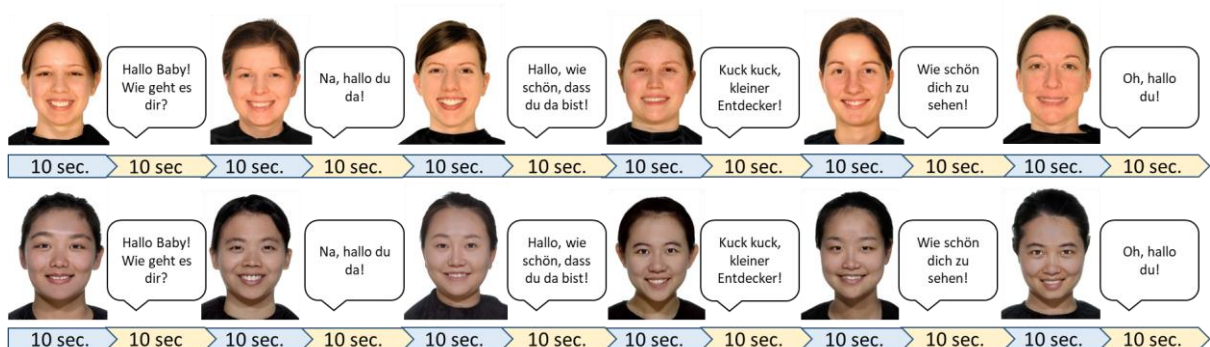 Hallo Baby!
Wie geht es
dir?
Na, hallo du
da!
Hallo, wie
schön, dass
du da bist!
Kuck kuck,
kleiner
Entdecker!
Wie schön
dich zu
sehen!
Oh, hallo
du!
10 sec. 10 sec 10 sec. 10 sec. 10 sec. 10 sec. 10 sec. 10 sec. 10 sec. 10 sec. 10 sec. 10 sec.
Hallo Baby!
Wie geht es
dir?
Na, hallo du
da!
Hallo, wie
schön, dass
du da bist!
Kuck kuck,
kleiner
Entdecker!
Wie schön
dich zu
sehen!
Oh, hallo
du!
10 sec. 10 sec 10 sec. 10 sec. 10 sec. 10 sec. 10 sec. 10 sec. 10 sec. 10 sec. 10 sec. 10 sec.